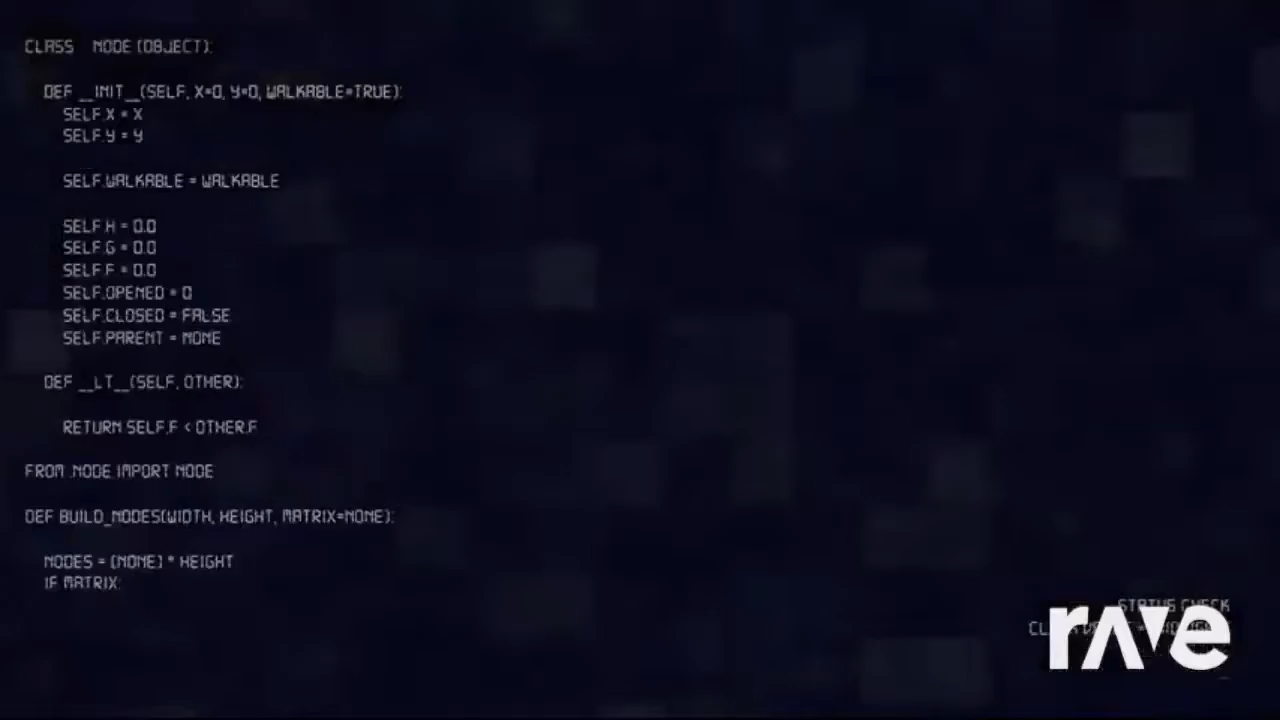 CLASS NODE (OBJECT):
DEF __INIT__(SELF, X=0, Y=0, WALKABLE=TRUE):
SELF.X = X
SELF.Y = Y
SELF.WALKABLE = WALKABLE
SELF.H = 0.0
SELF.G = 0.0
SELF.F = 0.0
SELF.OPENED = 0
SELF.CLOSED = FALSE
SELF.PARENT = NONE
DEF __LT__(SELF, OTHER):
RETURN SELF.F < OTHER.F
FROM .NODE IMPORT NODE
DEF BUILD_NODES(WIDTH, HEIGHT, MATRIX=NONE):
NODES = [NONE] * HEIGHT
IF MATRIX:
STATUS CHECK
rave